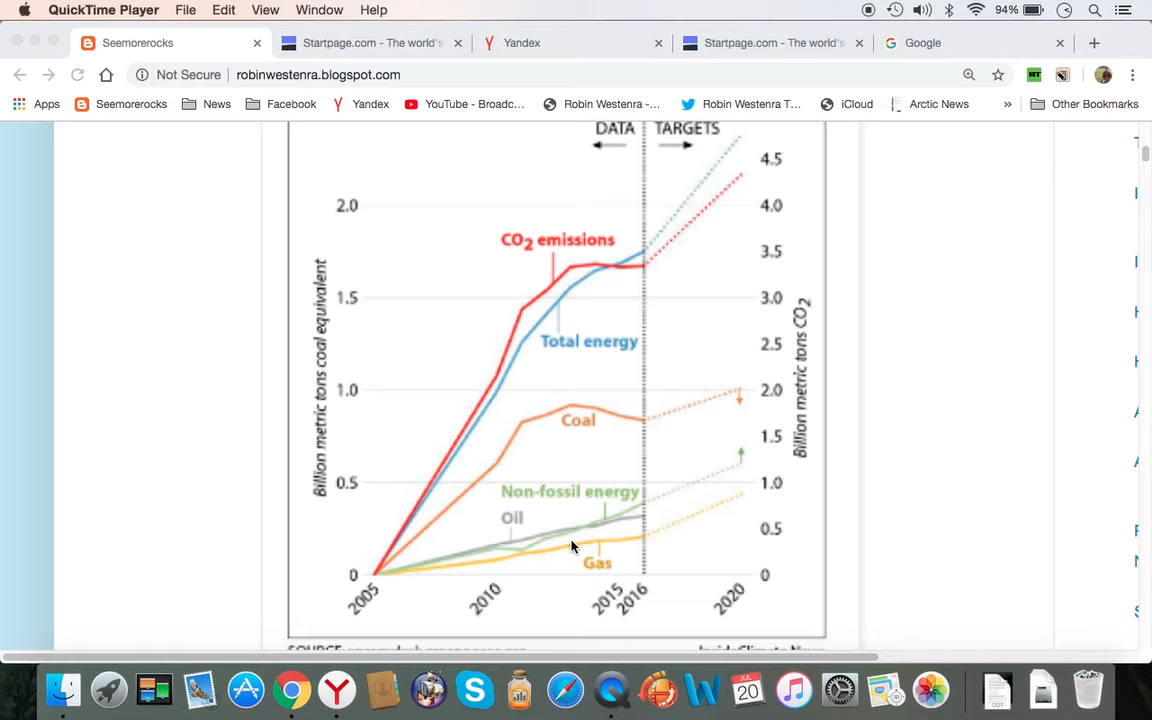 QuickTime Player File Edit View Window Help 94%
Seemorerocks Startpage.com - The world's Yandex Startpage.com - The world's Google
Not Secure robinwestenra.blogspot.com RT
Apps Seemorerocks News Facebook Yandex YouTube - Broadc... Robin Westenra -... Robin Westenra T... iCloud Arctic News » Other Bookmarks
DATA TARGETS
4.5
2.0 4.0
CO2 emissions
3.5
1.5 3.0
Total energy
2.5
1.0 2.0
Coal
1.5
0.5 1.0
Non-fossil energy
Oil
0.5
Gas
0 0
2005 2010 2015 2016 2020
Billion metric tons coal equivalent
Billion metric tons CO2
JUL
20